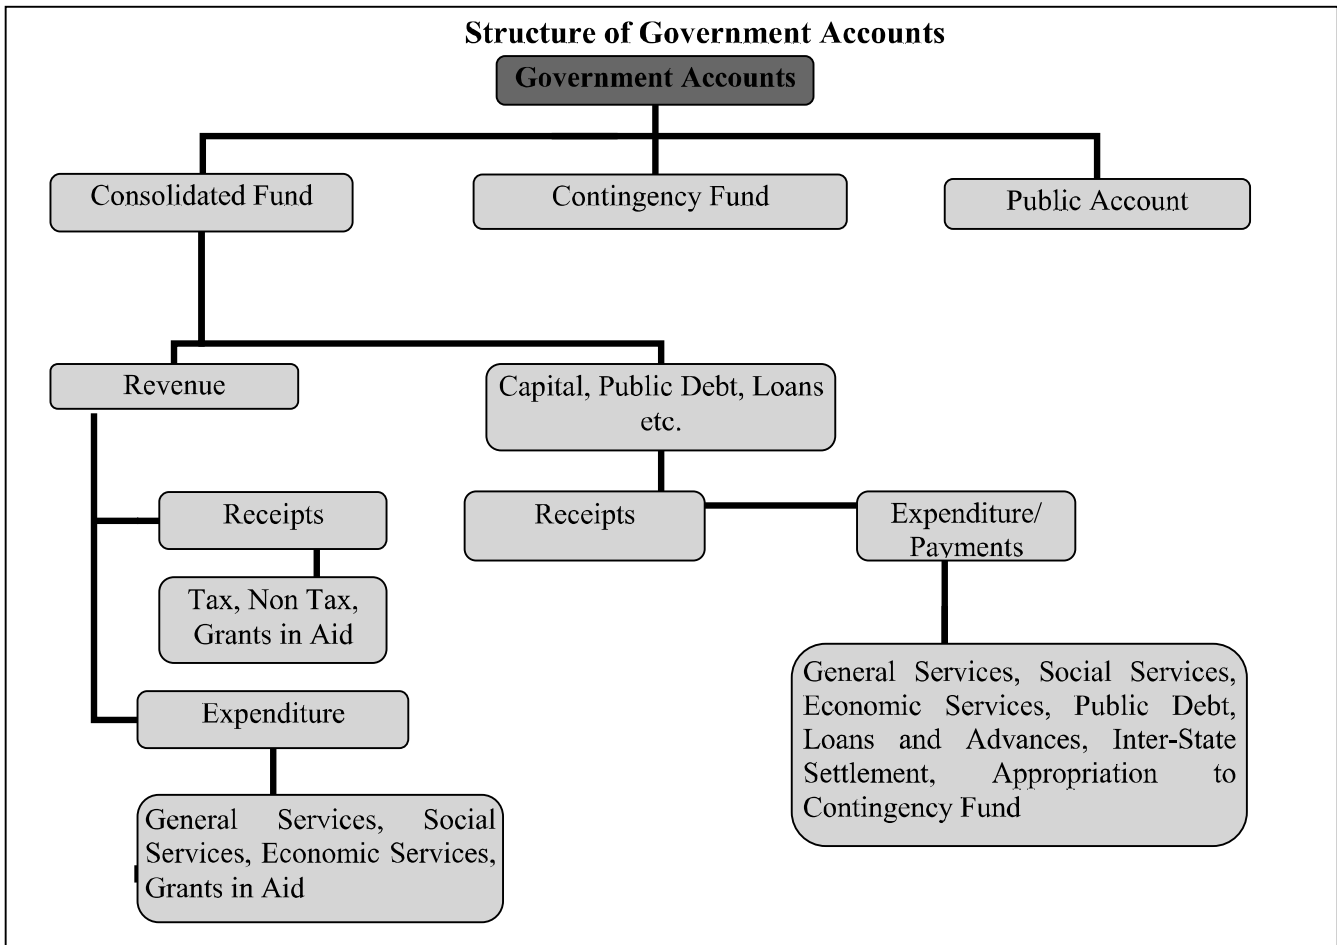 Structure of Government Accounts
Government Accounts
Consolidated Fund
Contingency Fund
Public Account
Revenue
Capital, Public Debt, Loans
etc.
Receipts
Tax, Non Tax,
Grants in Aid
Expenditure
General Services, Social
Services, Economic Services,
Grants in Aid
Receipts
Expenditure/
Payments
General Services, Social Services,
Economic Services, Public Debt,
Loans and Advances, Inter-State
Settlement, Appropriation to
Contingency Fund